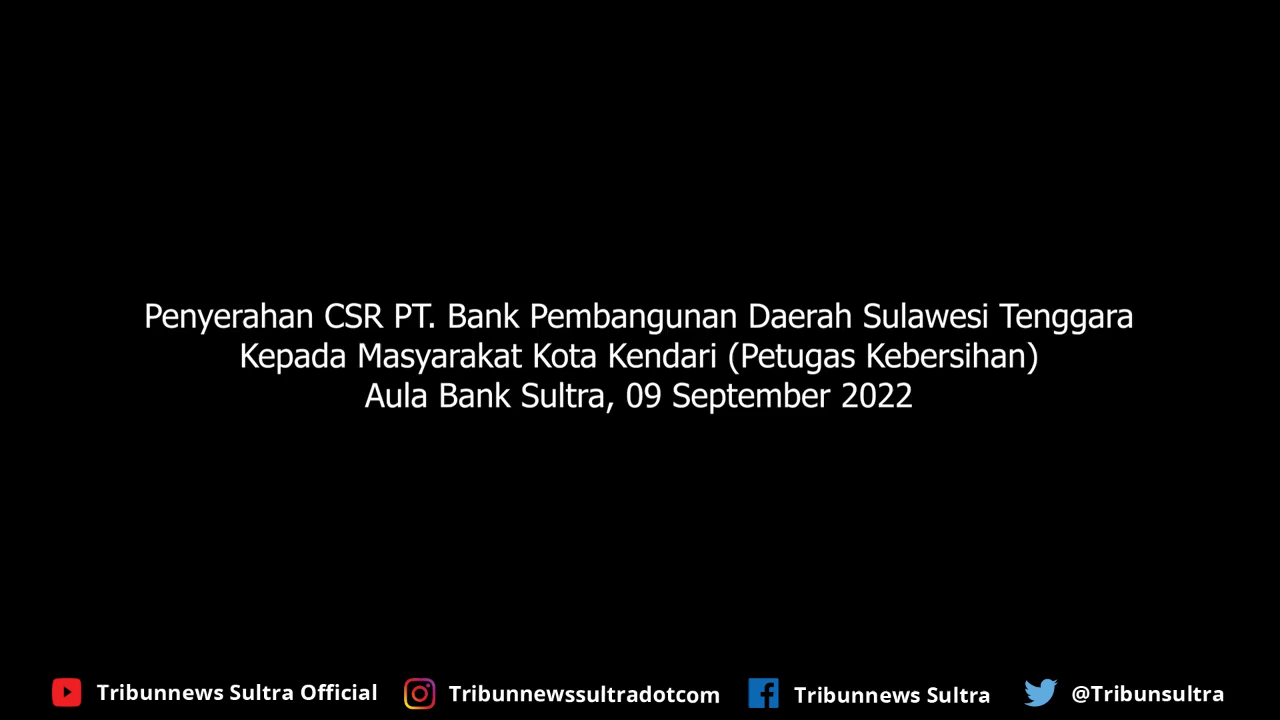 Penyerahan CSR PT. Bank Pembangunan Daerah Sulawesi Tenggara
Kepada Masyarakat Kota Kendari (Petugas Kebersihan)
Aula Bank Sultra, 09 September 2022
Tribunnews Sultra Official Tribunnewssultradotcom Tribunnews Sultra @Tribunsultra